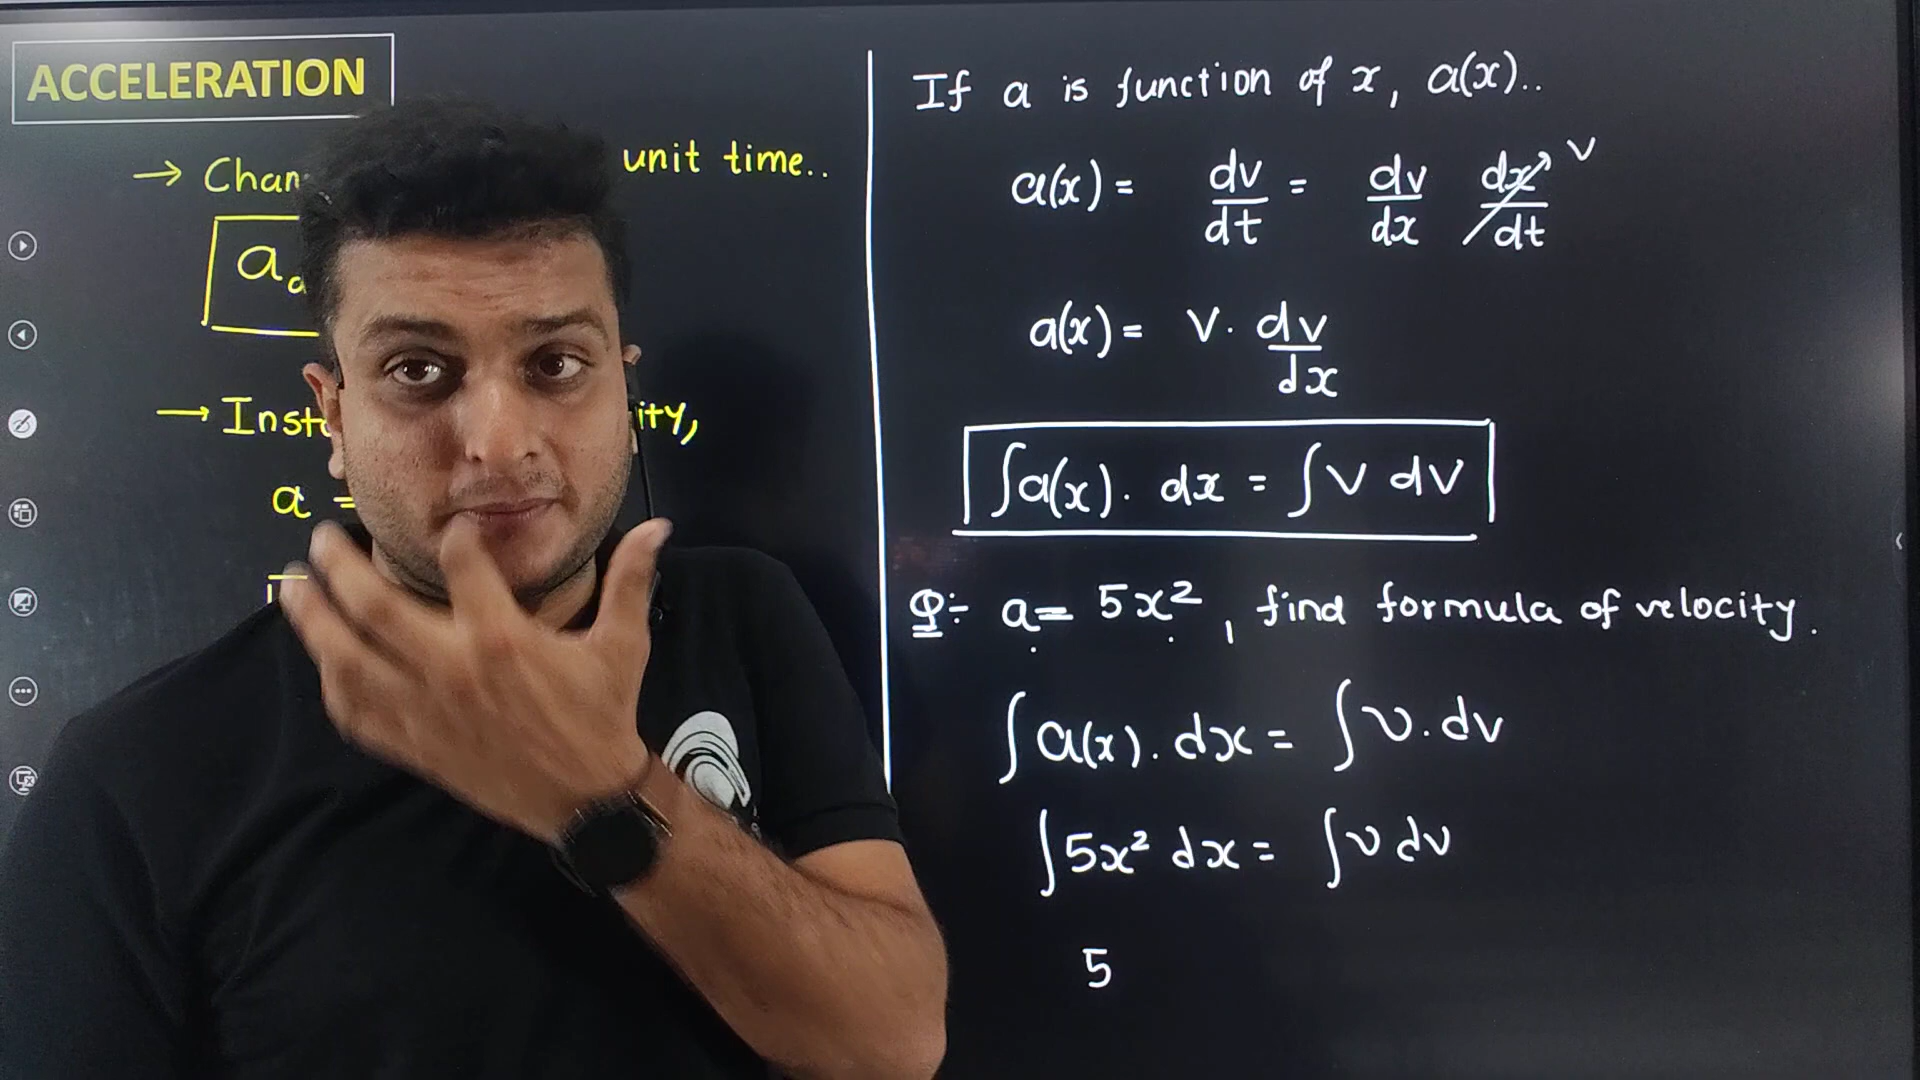 ACCELERATION
→ Chan unit time..
a
→ Inst ity,
a =
If a is function of x, a(x)..
a(x) = dv/dt = dv/dx dx/dt v
a(x) = v. dv/dx
∫a(x). dx = ∫v dv
Q:- a = 5x², find formula of velocity.
∫a(x). dx = ∫v. dv
∫5x² dx = ∫v dv
5